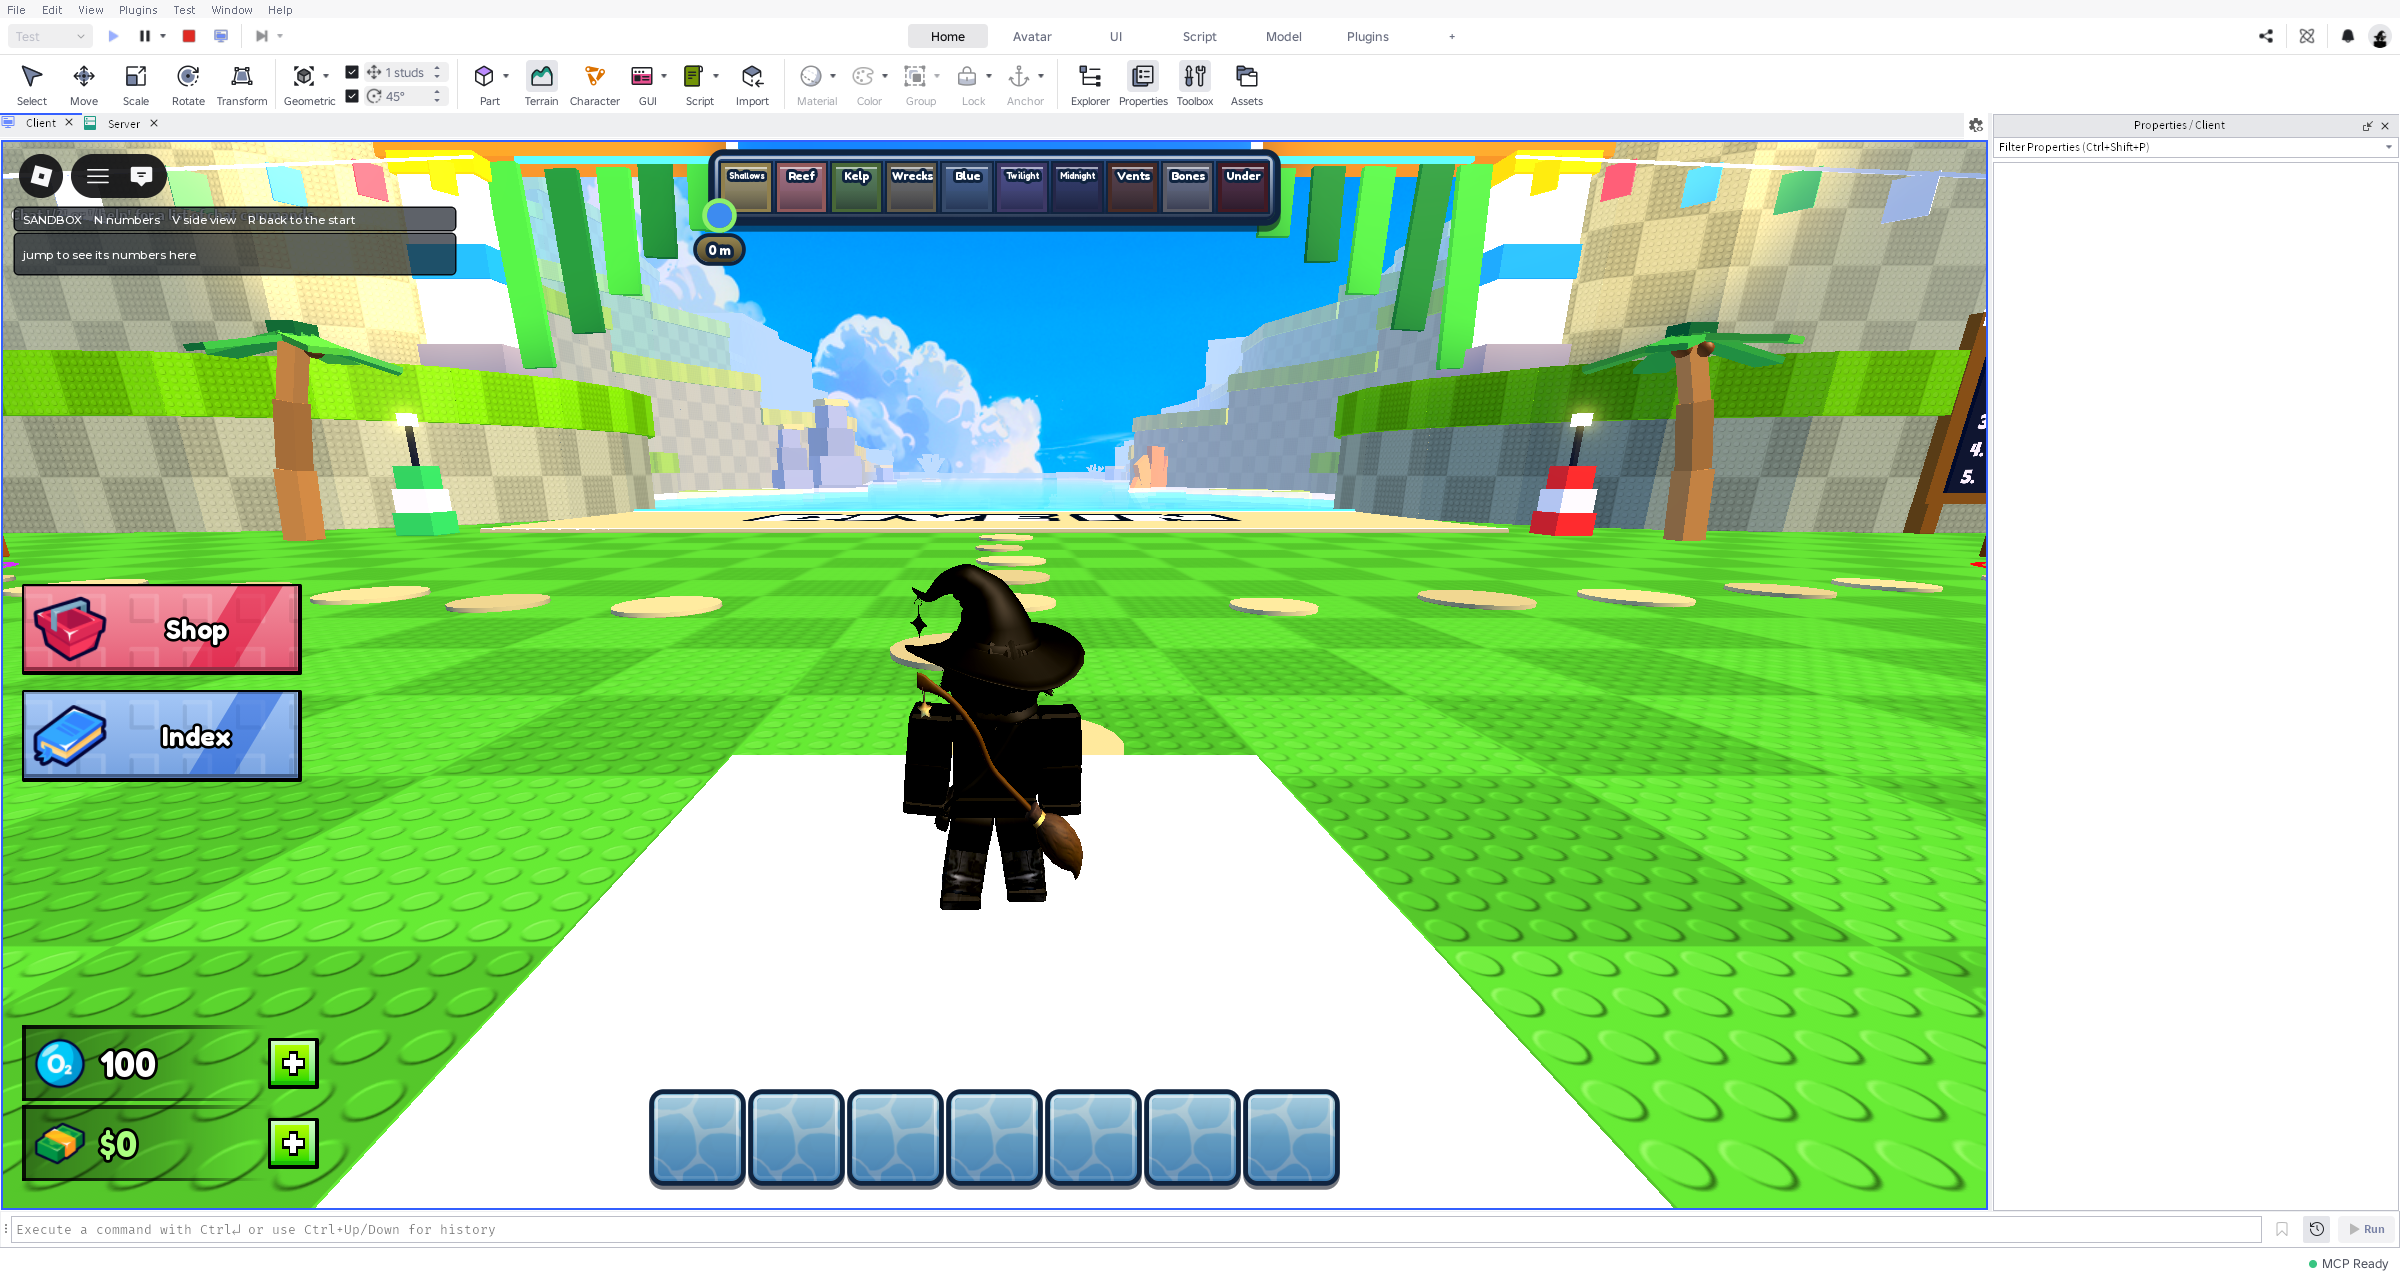 File Edit View Plugins Test Window Help
Test
Home Avatar UI Script Model Plugins +
Select Move Scale Rotate Transform Geometric 1 studs 45° Part Terrain Character GUI Script Import Material Color Group Lock Anchor Explorer Properties Toolbox Assets
Client Server
Properties / Client
Filter Properties (Ctrl+Shift+P)
Shallows Reef Kelp Wrecks Blue Twilight Midnight Vents Bones Under
0 m
SANDBOX N numbers V side view R back to the start
jump to see its numbers here
3.
4.
5.
Shop
Index
O2 100
$0
Execute a command with Ctrl↵ or use Ctrl+Up/Down for history
Run
MCP Ready